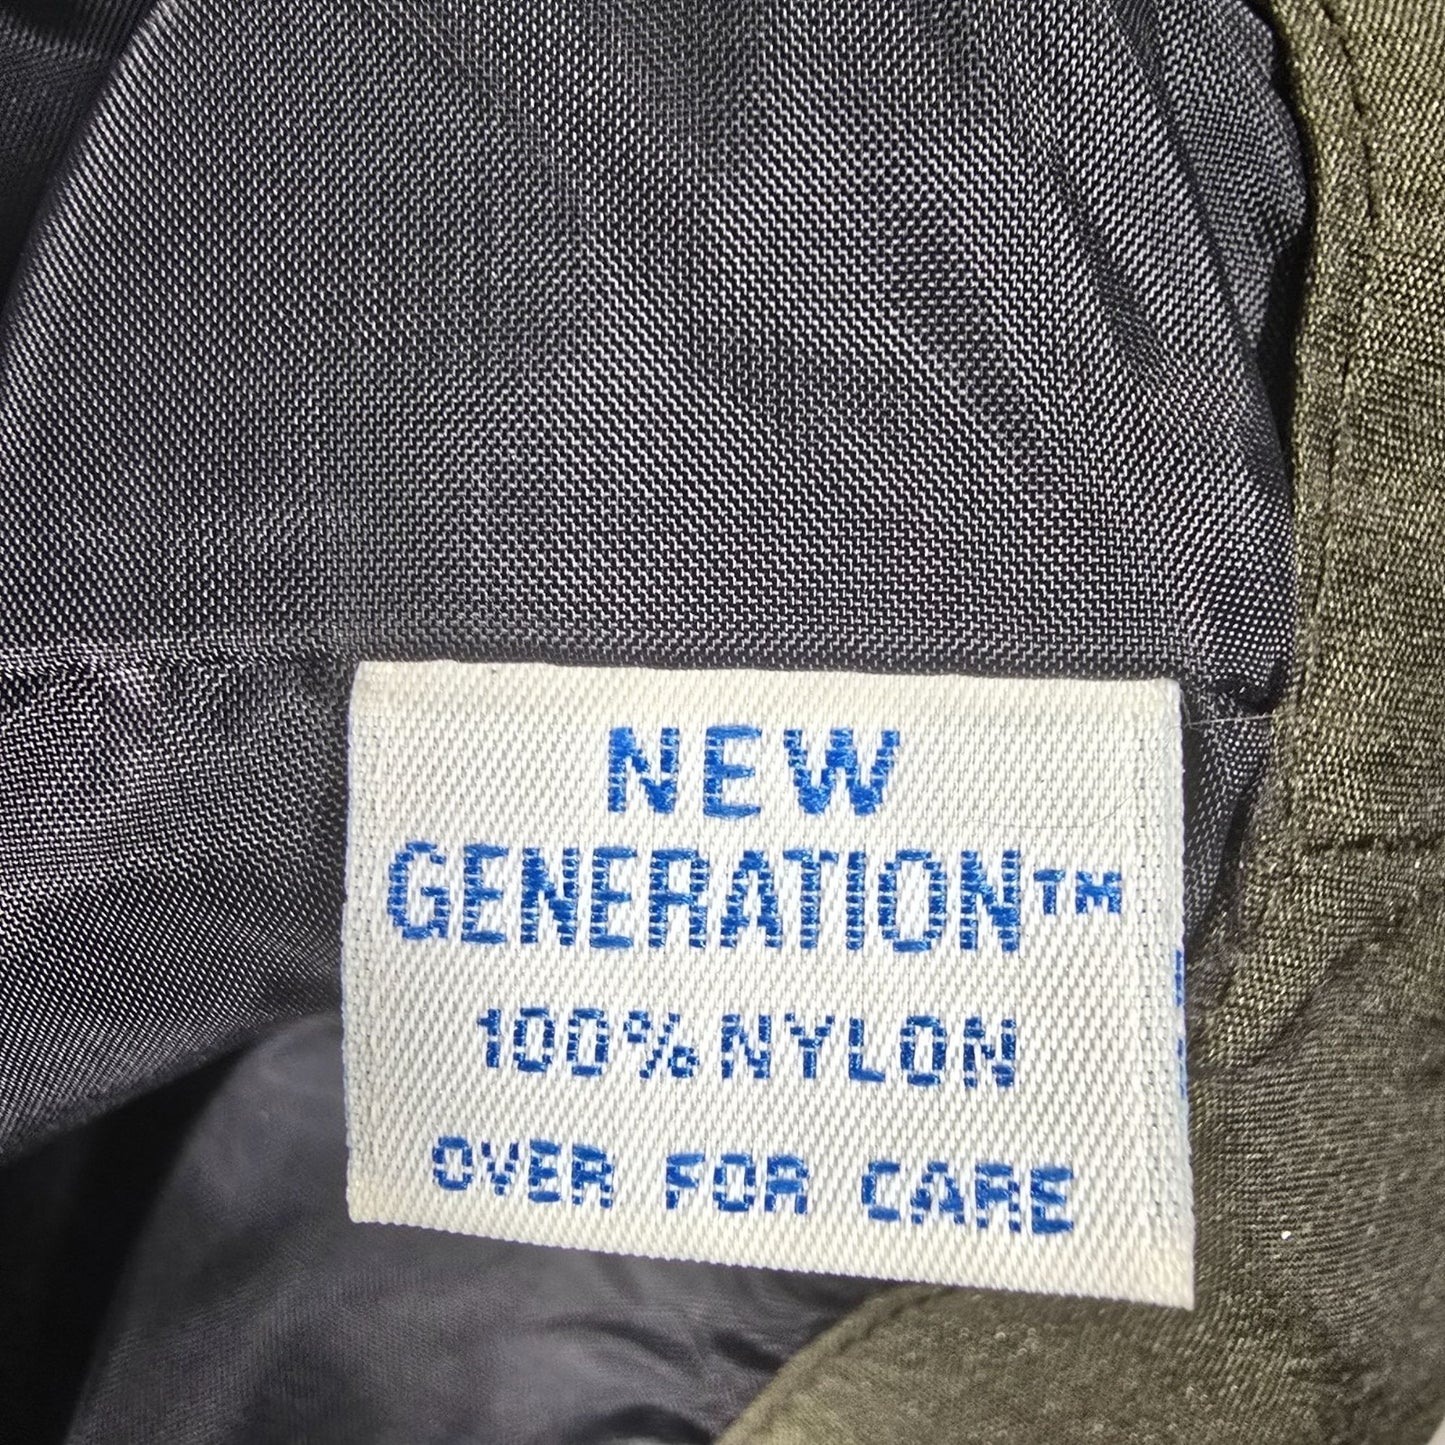 NEW
GENERATION™
100% NYLON
OVER FOR CARE